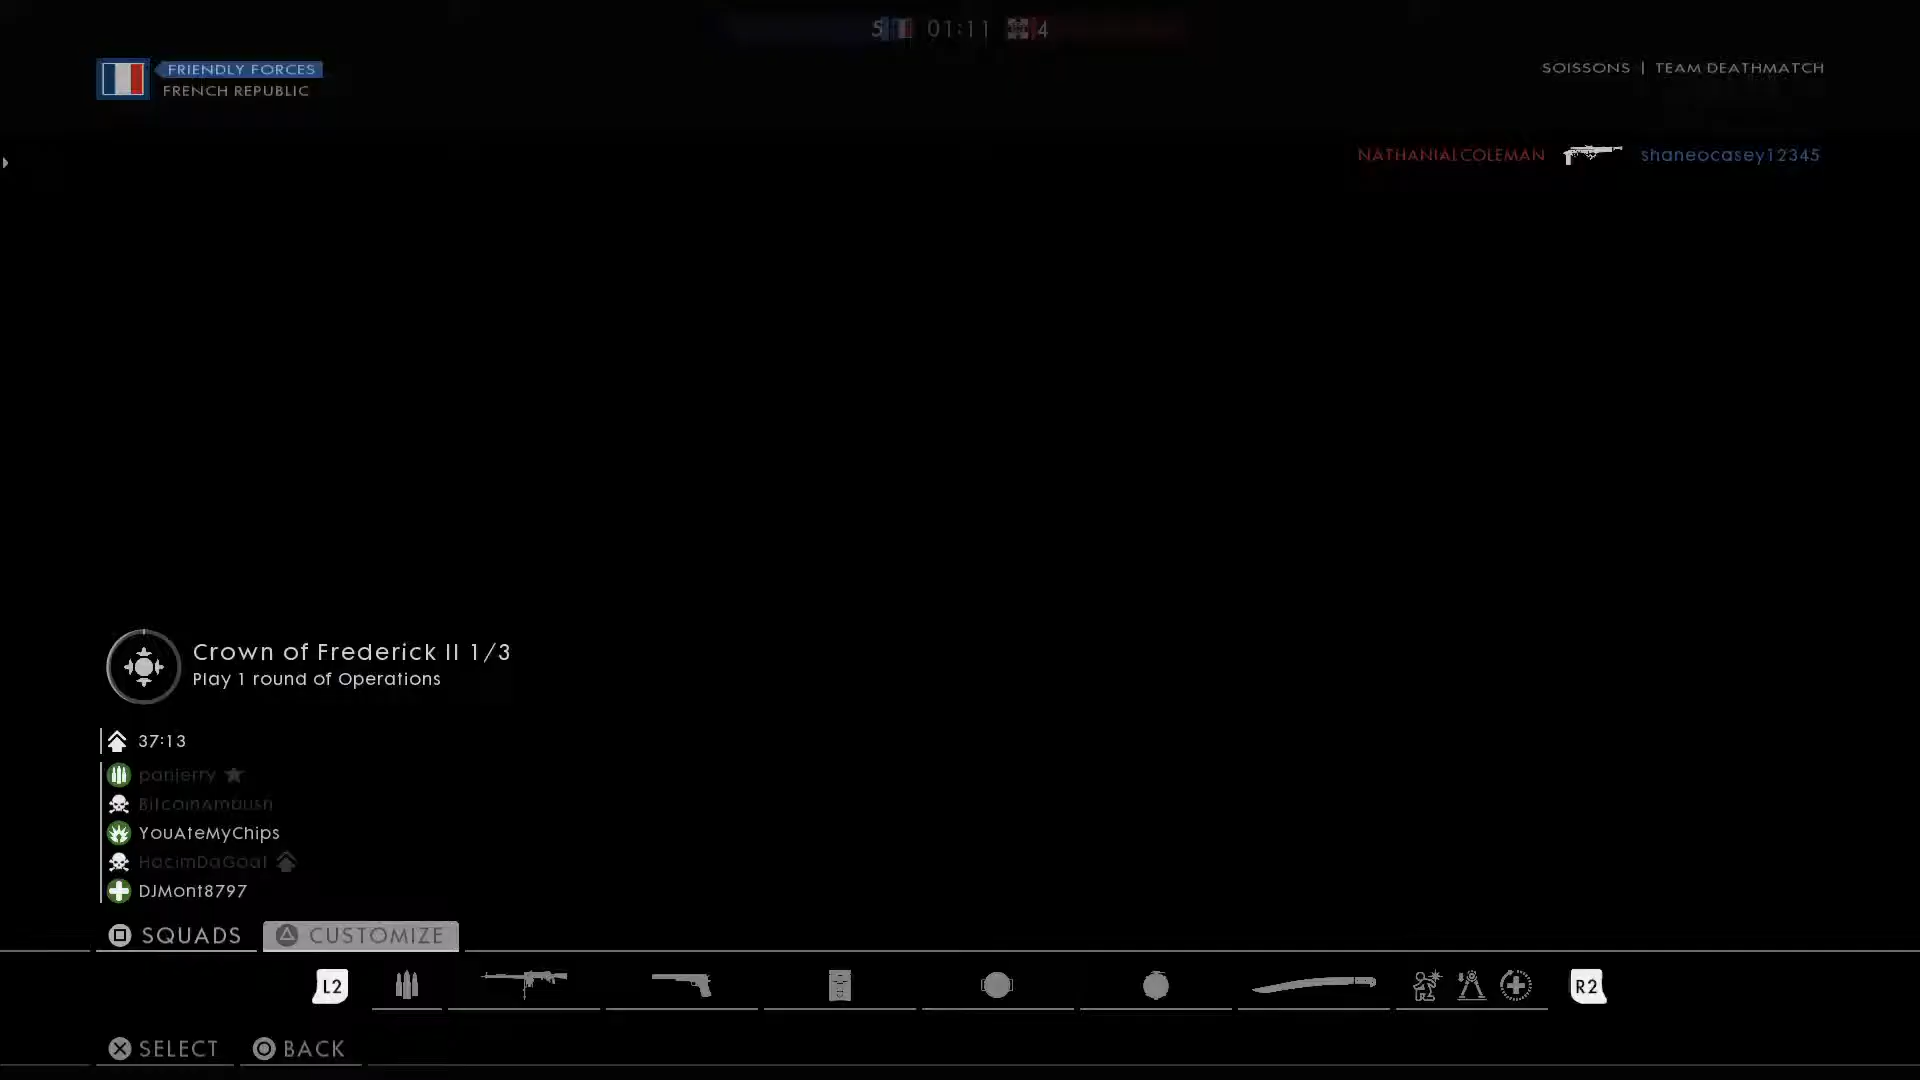 5 01:11 4
FRIENDLY FORCES
FRENCH REPUBLIC
SOISSONS | TEAM DEATHMATCH
NATHANIALCOLEMAN shaneocasey12345
Crown of Frederick II 1/3
Play 1 round of Operations
37:13
panjerry
BitcoinAmbush
YouAteMyChips
HocimDaGoat
DJMont8797
SQUADS CUSTOMIZE
L2 R2
SELECT BACK